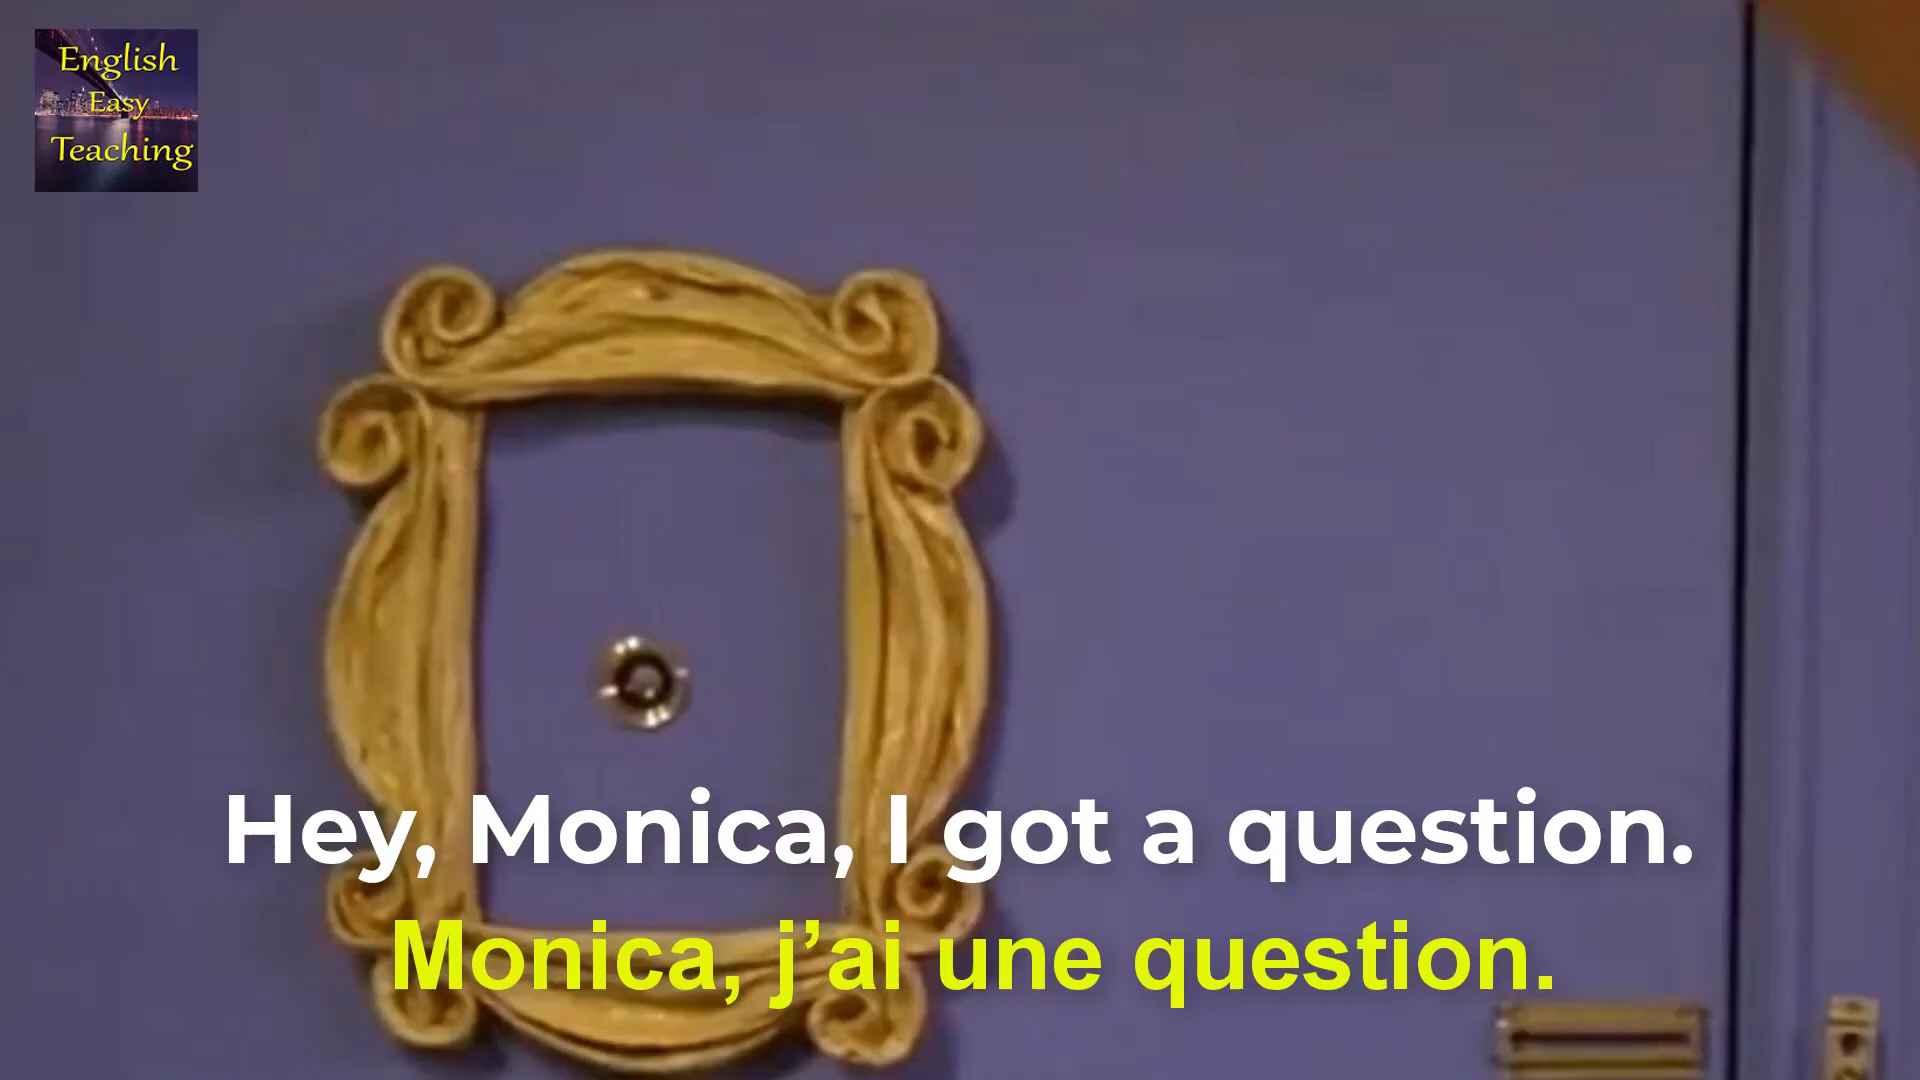 English
Easy
Teaching
Hey, Monica, I got a question.
Monica, j’ai une question.